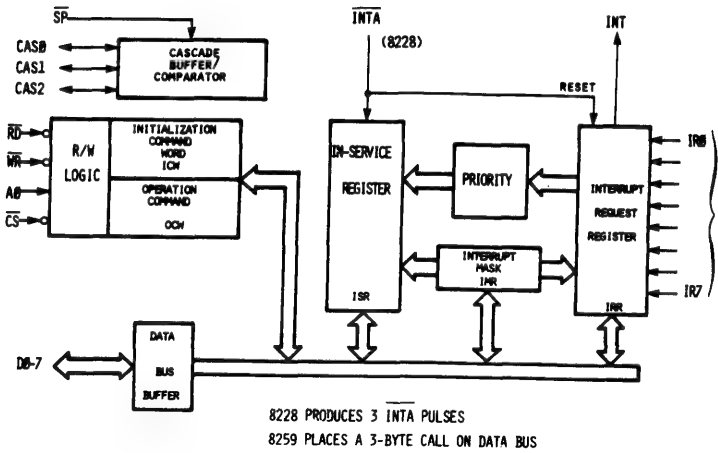 SP
INTA
(8228)
INT
CAS0
CAS1
CAS2
CASCADE
BUFFER/
COMPARATOR
RESET
RD
WR
A0
CS
R/W
LOGIC
INITIALIZATION
COMMAND
WORD
ICW
OPERATION
COMMAND
OCW
IN-SERVICE
REGISTER
ISR
PRIORITY
INTERRUPT
MASK
IMR
INTERRUPT
REQUEST
REGISTER
IRR
IR0
IR7
D0-7
DATA
BUS
BUFFER
8228 PRODUCES 3 INTA PULSES
8259 PLACES A 3-BYTE CALL ON DATA BUS